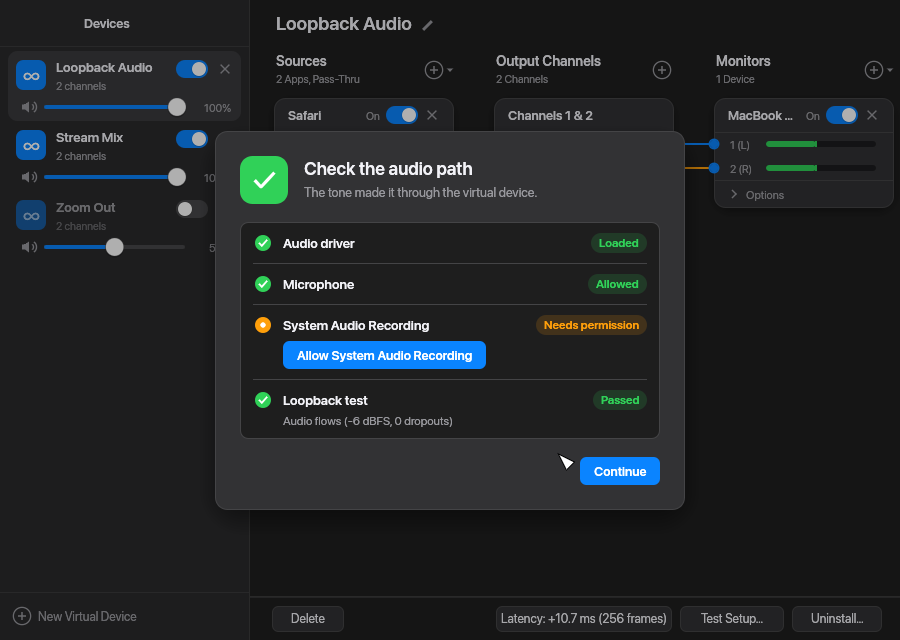 Devices
Loopback Audio
2 channels
100%
Stream Mix
2 channels
10
Zoom Out
2 channels
5
New Virtual Device
Loopback Audio
Sources
2 Apps, Pass-Thru
Output Channels
2 Channels
Monitors
1 Device
Safari
On
Channels 1 & 2
MacBook ...
On
1 (L)
2 (R)
Options
Check the audio path
The tone made it through the virtual device.
Audio driver
Loaded
Microphone
Allowed
System Audio Recording
Needs permission
Allow System Audio Recording
Loopback test
Passed
Audio flows (-6 dBFS, 0 dropouts)
Continue
Delete
Latency: +10.7 ms (256 frames)
Test Setup...
Uninstall...